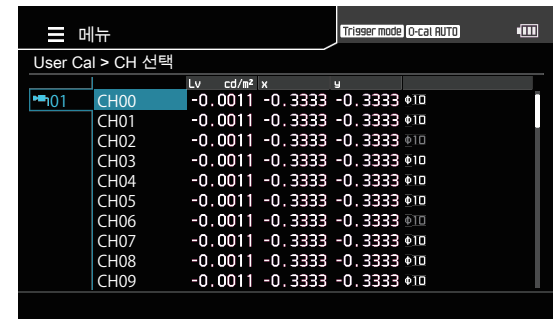 메뉴 Trigger mode 0-cal AUTO
User Cal > CH 선택
Lv cd/m² x y
01 CH00 -0.0011 -0.3333 -0.3333 Φ10
CH01 -0.0011 -0.3333 -0.3333 Φ10
CH02 -0.0011 -0.3333 -0.3333 Φ10
CH03 -0.0011 -0.3333 -0.3333 Φ10
CH04 -0.0011 -0.3333 -0.3333 Φ10
CH05 -0.0011 -0.3333 -0.3333 Φ10
CH06 -0.0011 -0.3333 -0.3333 Φ10
CH07 -0.0011 -0.3333 -0.3333 Φ10
CH08 -0.0011 -0.3333 -0.3333 Φ10
CH09 -0.0011 -0.3333 -0.3333 Φ10